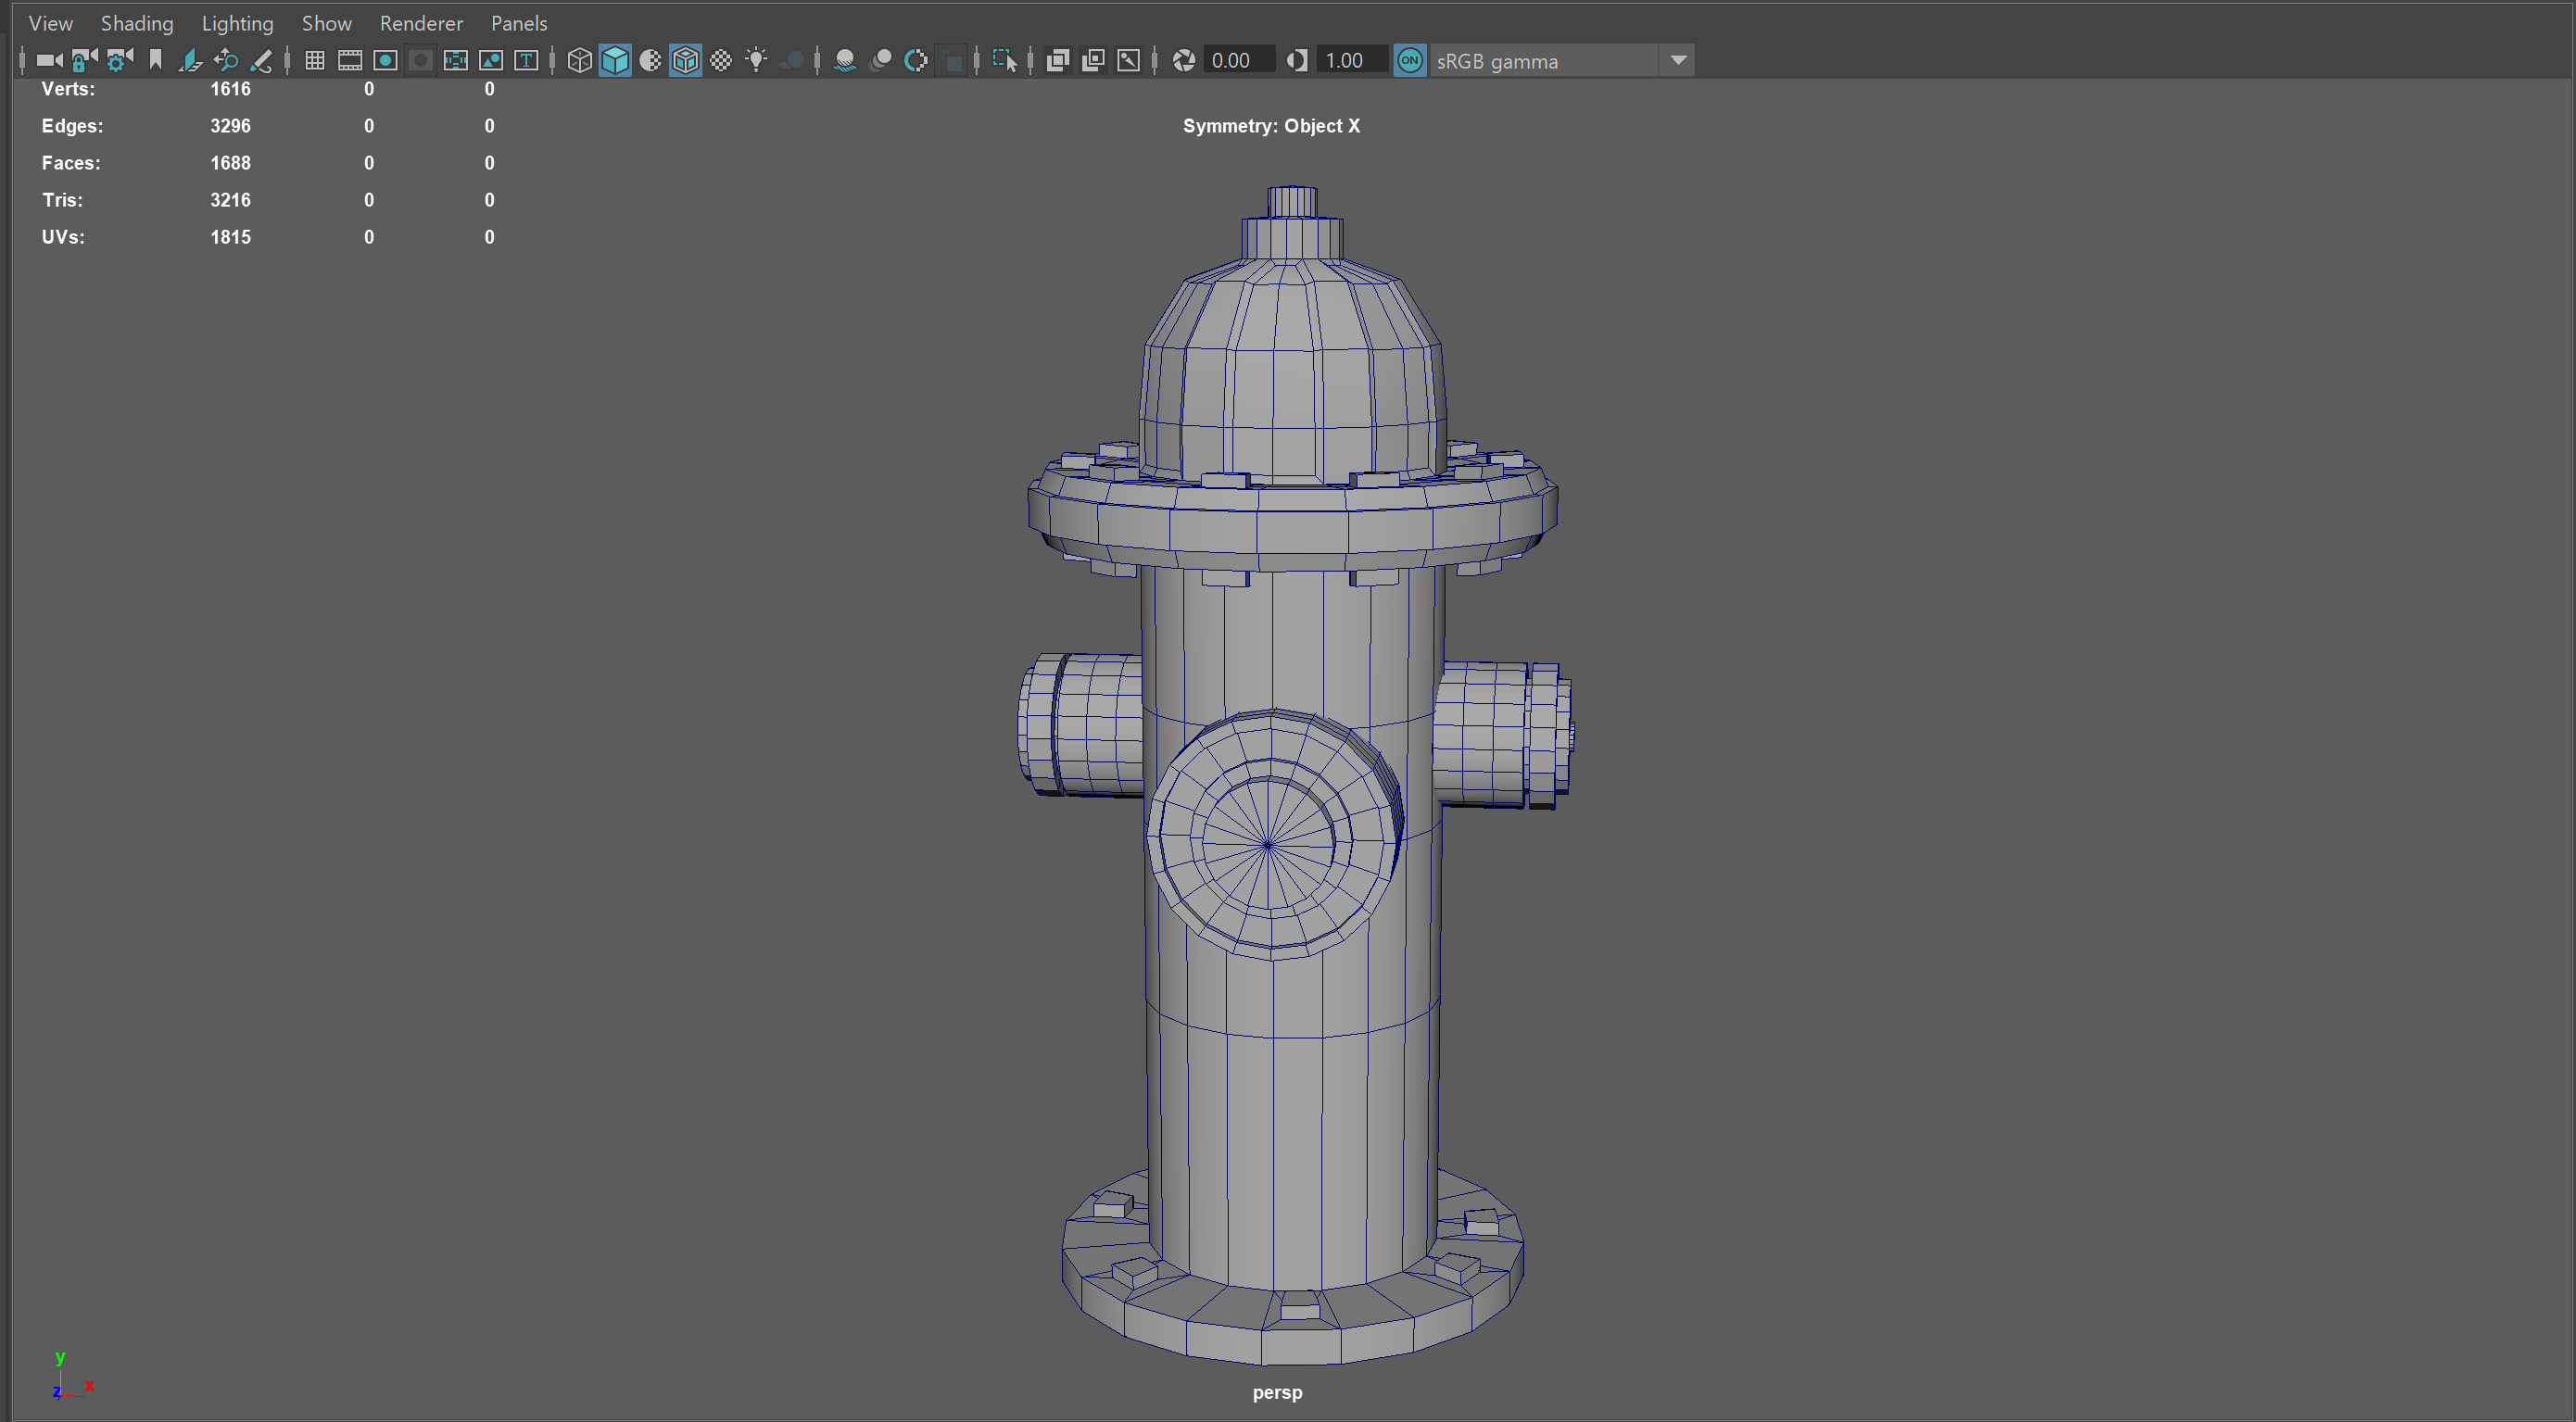 View Shading Lighting Show Renderer Panels
T 0.00 1.00 ON sRGB gamma
Verts: 1616 0 0
Edges: 3296 0 0
Symmetry: Object X
Faces: 1688 0 0
Tris: 3216 0 0
UVs: 1815 0 0
y
z x
persp